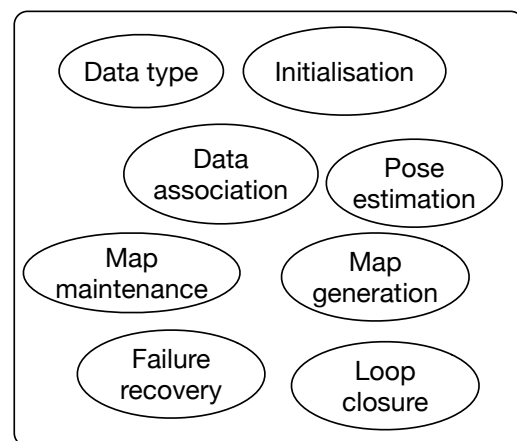 Data type
Initialisation
Data
association
Pose
estimation
Map
maintenance
Map
generation
Failure
recovery
Loop
closure